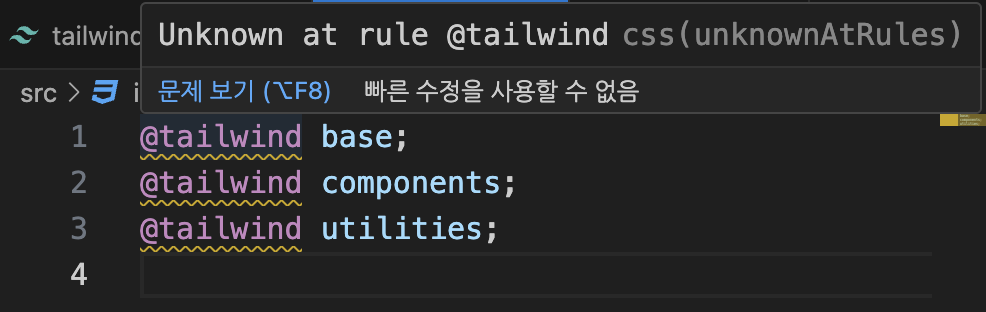 tailwind
Unknown at rule @tailwind css(unknownAtRules)
src > i
문제 보기 (⌥F8) 빠른 수정을 사용할 수 없음
1 @tailwind base;
2 @tailwind components;
3 @tailwind utilities;
4